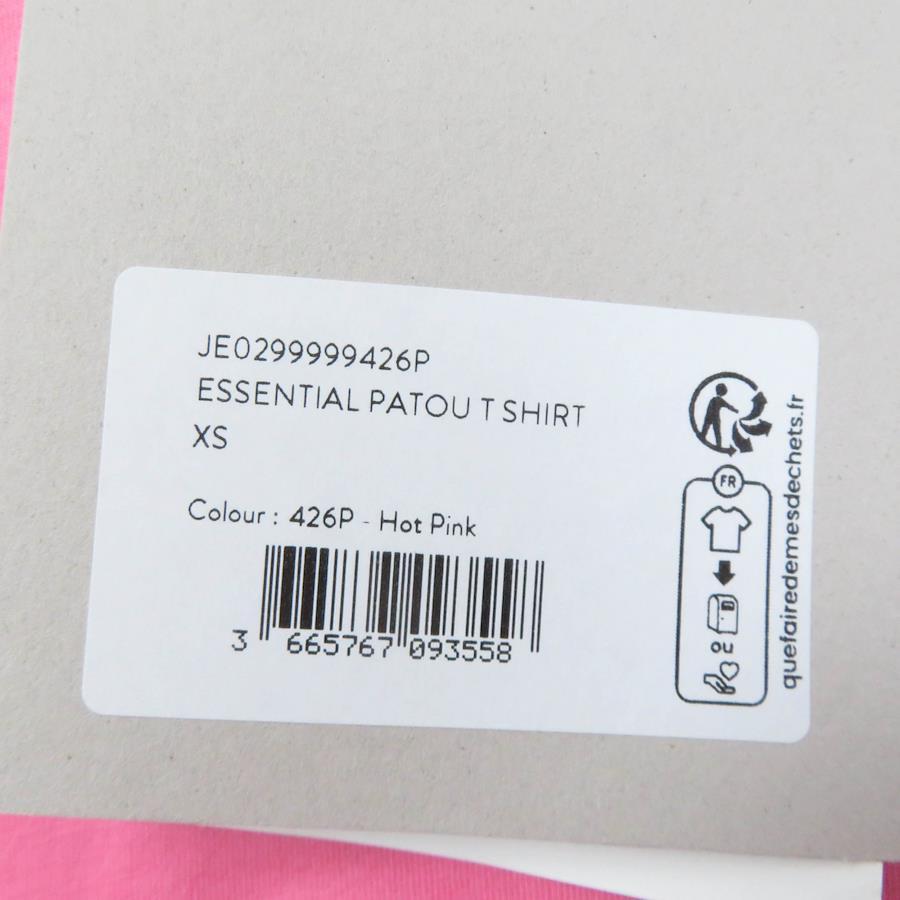 JE0299999426P
ESSENTIAL PATOU T SHIRT
XS
Colour : 426P - Hot Pink
3 665767 093558
FR
OU
quefairedemesdechets.fr